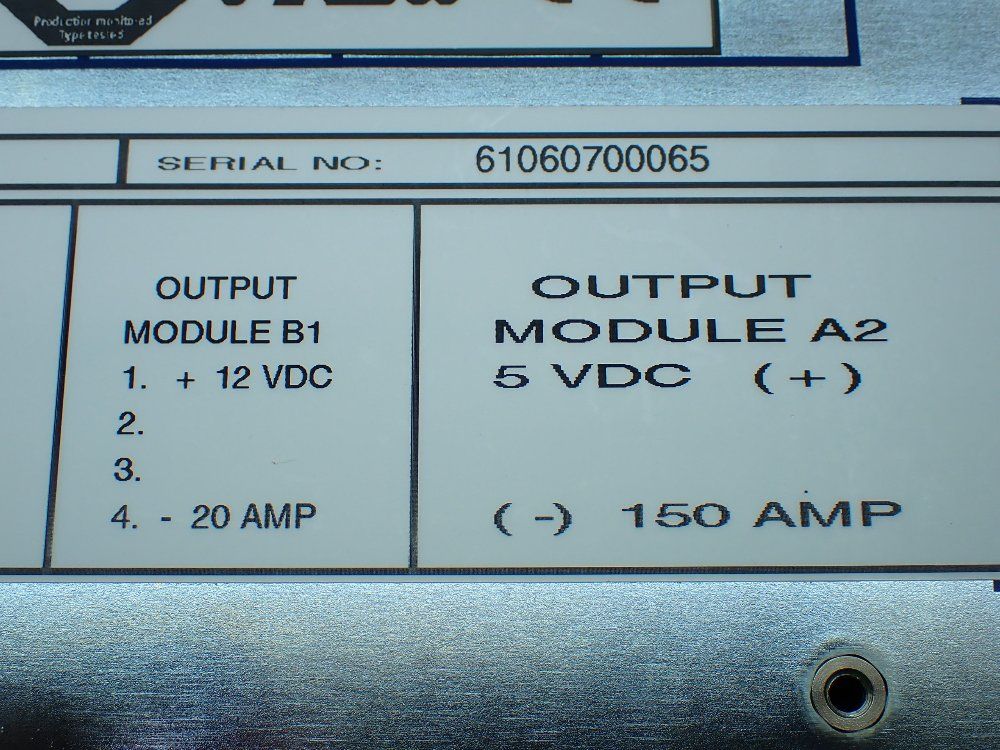 Production monitored
Type tested
SERIAL NO: 61060700065
OUTPUT
MODULE B1
1. + 12 VDC
2.
3.
4. - 20 AMP
OUTPUT
MODULE A2
5 VDC (+)
(-) 150 AMP